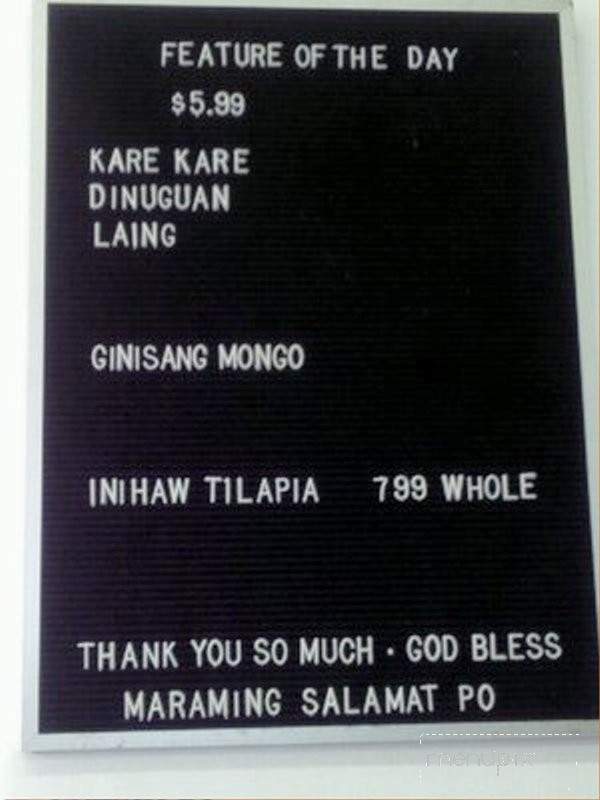 FEATURE OF THE DAY
$5.99
KARE KARE
DINUGUAN
LAING
GINISANG MONGO
INIHAW TILAPIA 799 WHOLE
THANK YOU SO MUCH · GOD BLESS
MARAMING SALAMAT PO